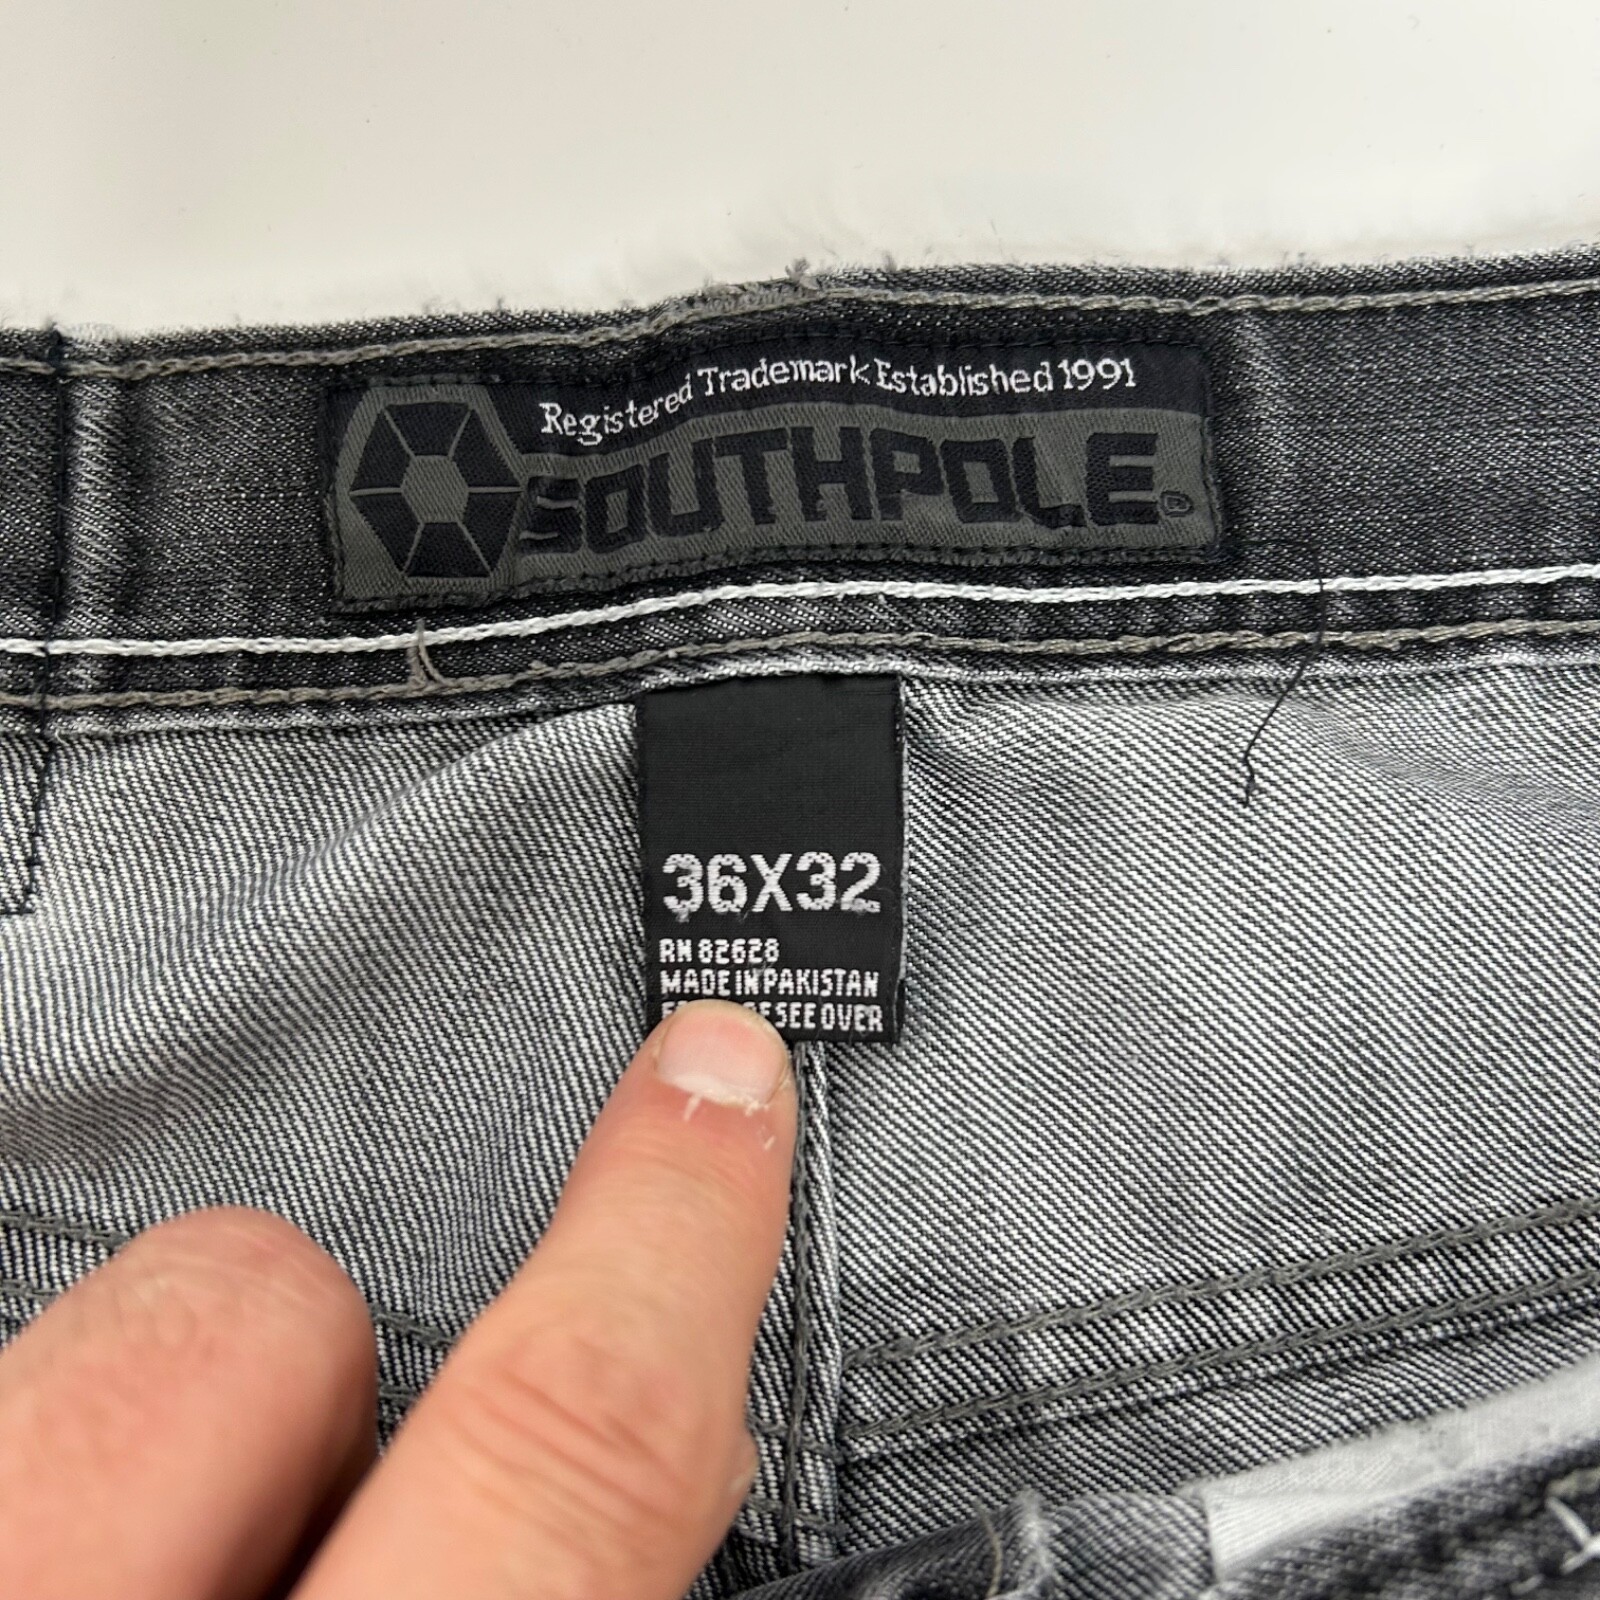 Registered Trademark Established 1991
SOUTHPOLE®
36X32
RN 82628
MADE IN PAKISTAN
SEE OVER